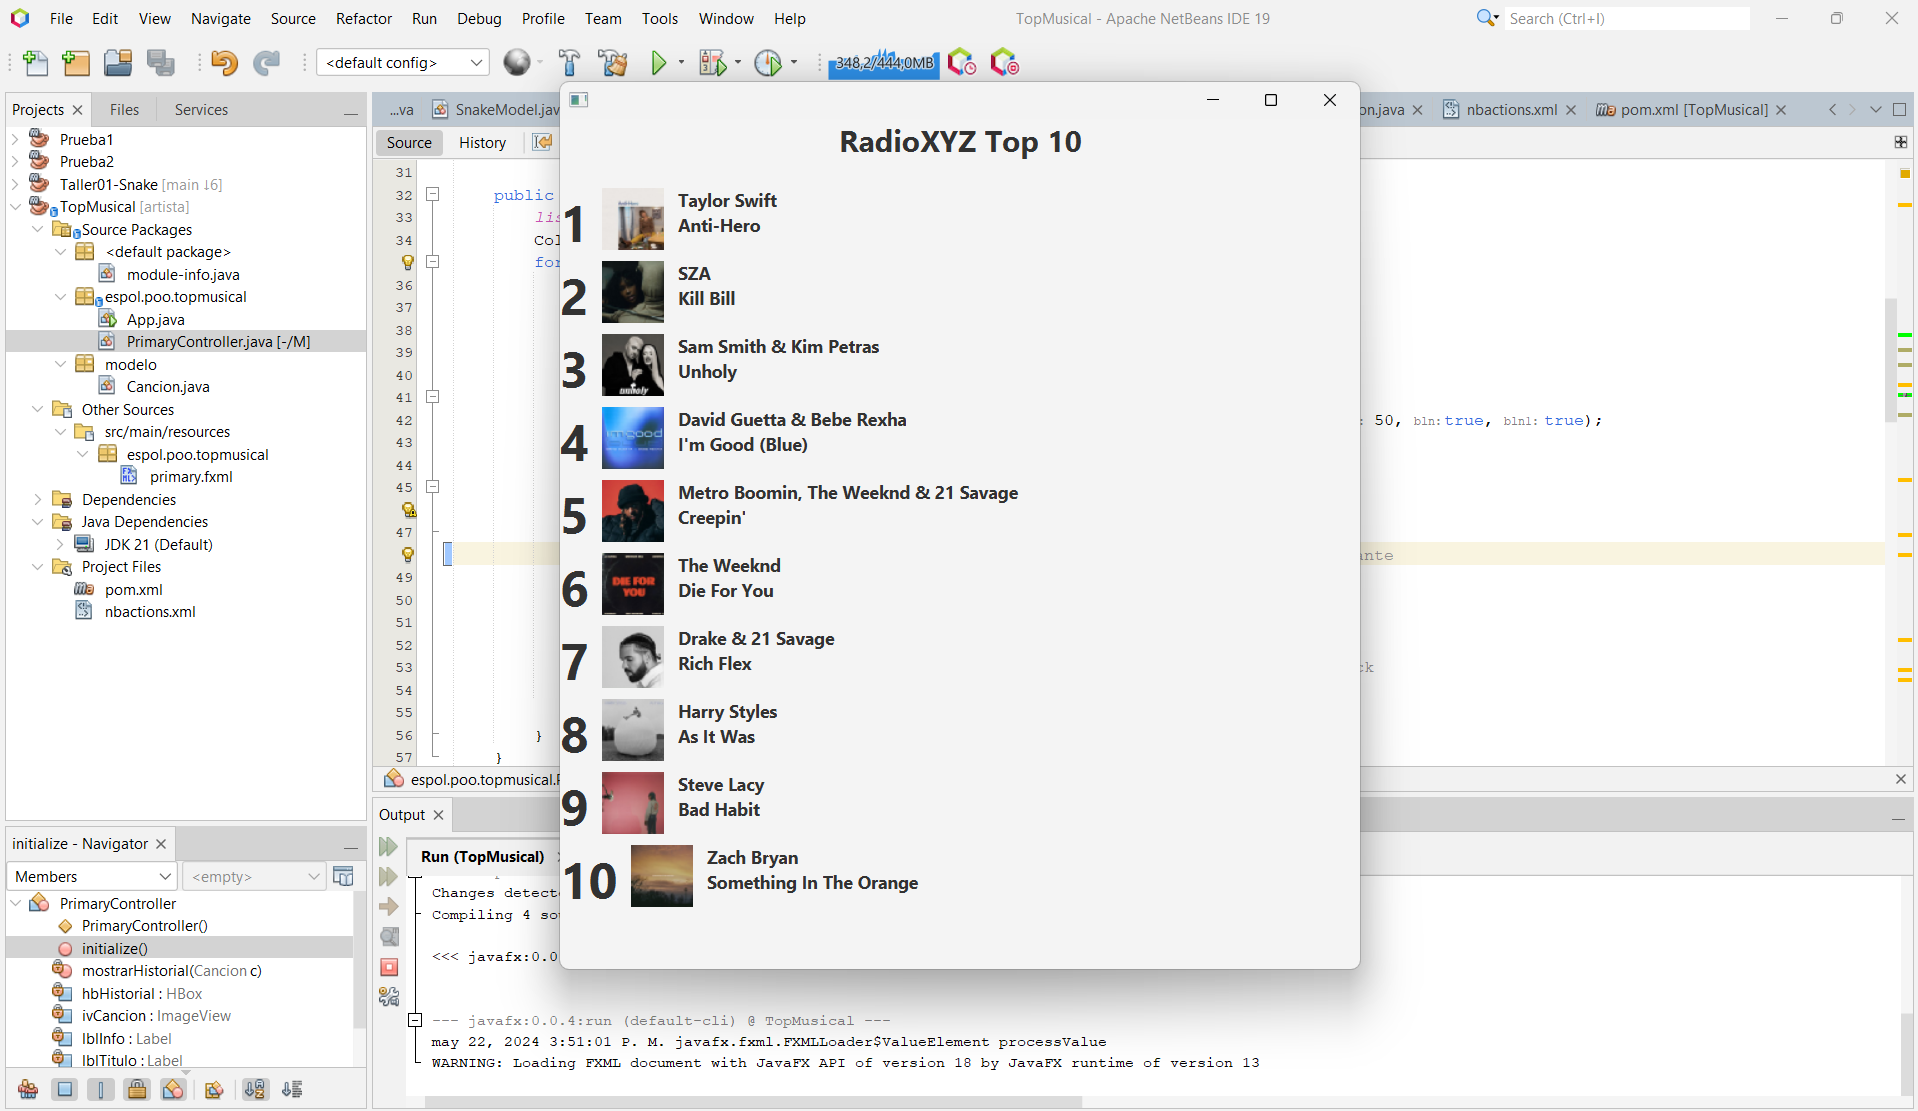 File Edit View Navigate Source Refactor Run Debug Profile Team Tools Window Help
TopMusical - Apache NetBeans IDE 19
Search (Ctrl+I)
<default config>
348,2/444,0MB
Projects
Files
Services
Prueba1
Prueba2
Taller01-Snake [main ↓6]
TopMusical [artista]
Source Packages
<default package>
module-info.java
espol.poo.topmusical
App.java
PrimaryController.java [-/M]
modelo
Cancion.java
Other Sources
src/main/resources
espol.poo.topmusical
primary.fxml
Dependencies
Java Dependencies
JDK 21 (Default)
Project Files
pom.xml
nbactions.xml
initialize - Navigator
Members
<empty>
PrimaryController
PrimaryController()
initialize()
mostrarHistorial(Cancion c)
hbHistorial : HBox
ivCancion : ImageView
lblInfo : Label
lblTitulo : Label
...va
SnakeModel.jav
on.java
nbactions.xml
pom.xml [TopMusical]
Source
History
31
32 public
33 lis
34 Col
for
36
37
38
39
40
41
42 : 50, bln: true, bln1: true);
43
44
45
47
ante
49
50
51
52
53 ck
54
55
56 }
57 }
espol.poo.topmusical.
RadioXYZ Top 10
1
Taylor Swift
Anti-Hero
2
SZA
Kill Bill
3
unholy
Sam Smith & Kim Petras
Unholy
4
i'm good
David Guetta & Bebe Rexha
I'm Good (Blue)
5
Metro Boomin, The Weeknd & 21 Savage
Creepin'
6
DIE FOR
YOU
The Weeknd
Die For You
7
Drake & 21 Savage
Rich Flex
8
Harry Styles
As It Was
9
Steve Lacy
Bad Habit
10
Zach Bryan
Something In The Orange
Output
Run (TopMusical)
Changes detect
Compiling 4 so
<<< javafx:0.0
--- javafx:0.0.4:run (default-cli) @ TopMusical ---
may 22, 2024 3:51:01 P. M. javafx.fxml.FXMLLoader$ValueElement processValue
WARNING: Loading FXML document with JavaFX API of version 18 by JavaFX runtime of version 13